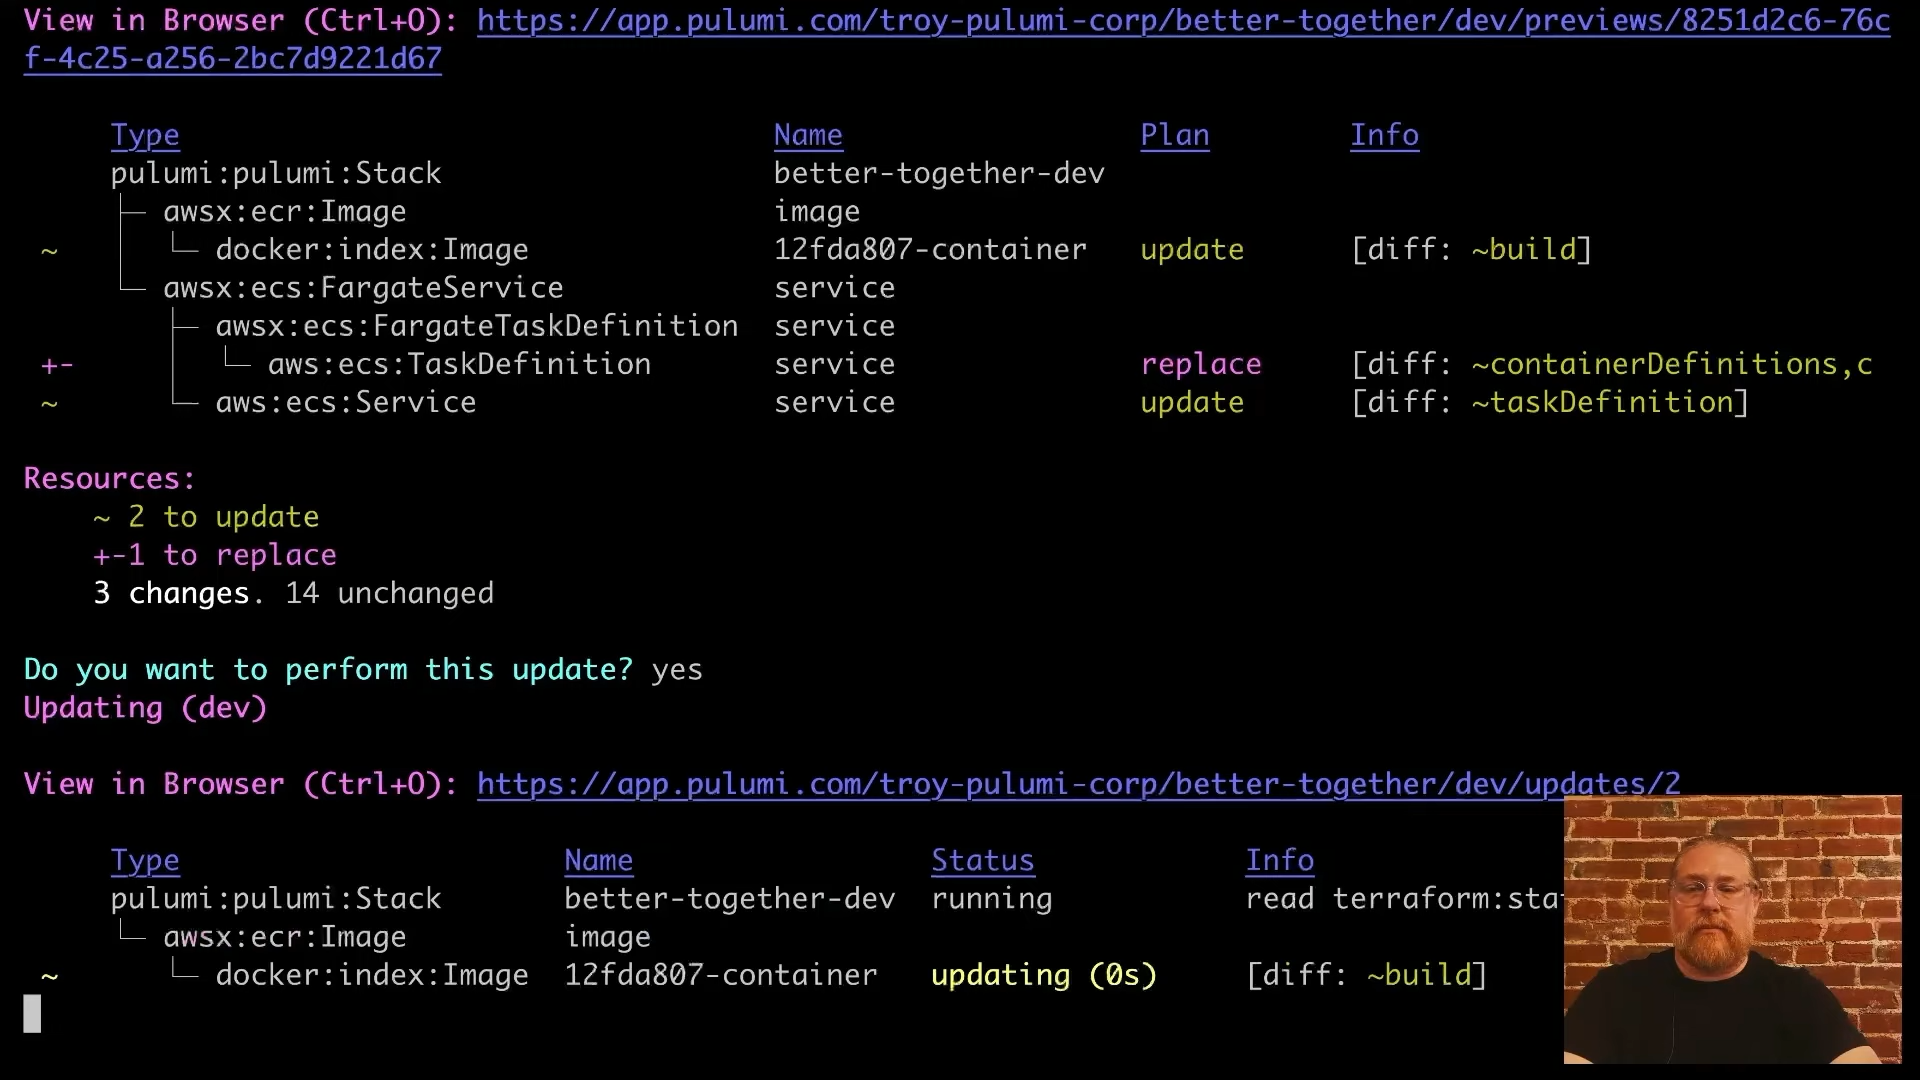 View in Browser (Ctrl+O): https://app.pulumi.com/troy-pulumi-corp/better-together/dev/previews/8251d2c6-76c
f-4c25-a256-2bc7d9221d67
Type Name Plan Info
pulumi:pulumi:Stack better-together-dev
├─ awsx:ecr:Image image
~ │ └─ docker:index:Image 12fda807-container update [diff: ~build]
└─ awsx:ecs:FargateService service
├─ awsx:ecs:FargateTaskDefinition service
+- │ └─ aws:ecs:TaskDefinition service replace [diff: ~containerDefinitions,c
~ └─ aws:ecs:Service service update [diff: ~taskDefinition]
Resources:
~ 2 to update
+-1 to replace
3 changes. 14 unchanged
Do you want to perform this update? yes
Updating (dev)
View in Browser (Ctrl+O): https://app.pulumi.com/troy-pulumi-corp/better-together/dev/updates/2
Type Name Status Info
pulumi:pulumi:Stack better-together-dev running read terraform:sta
└─ awsx:ecr:Image image
~ └─ docker:index:Image 12fda807-container updating (0s) [diff: ~build]